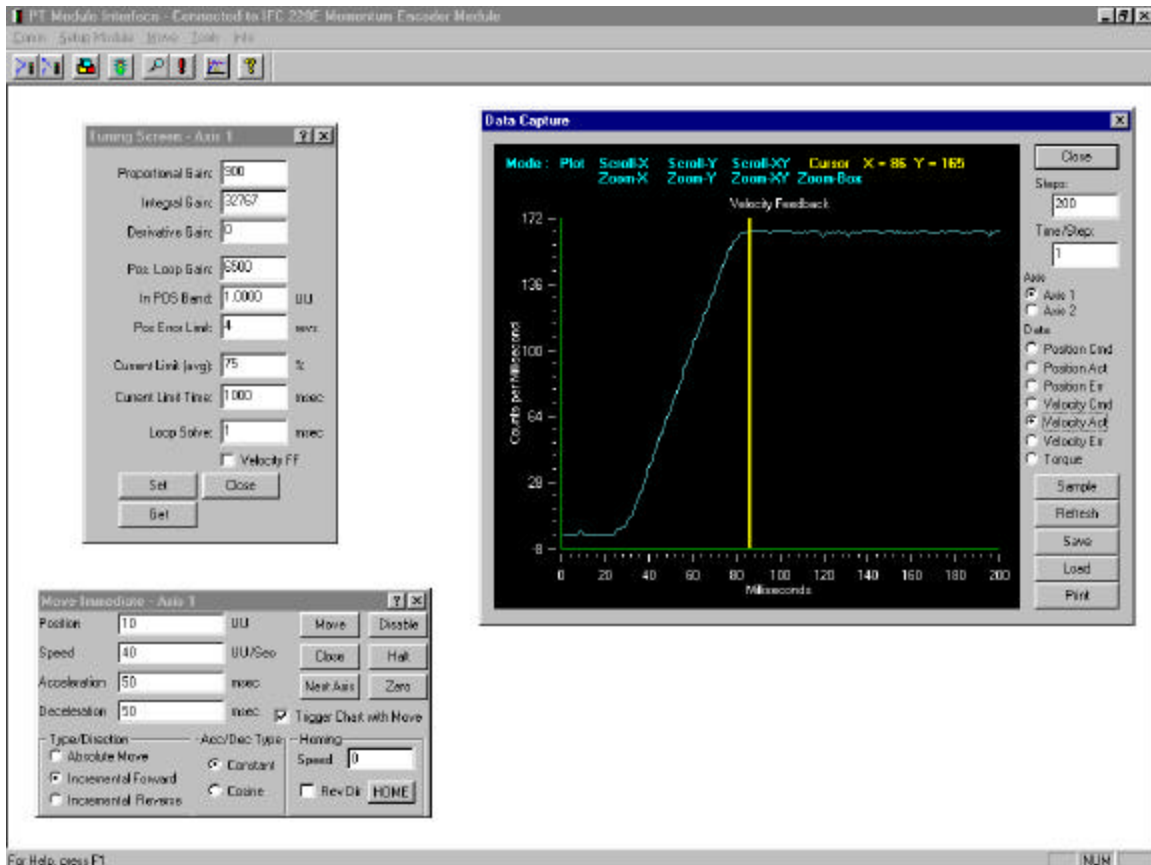 PT Module Interface - Connected to IFC 229E Momentum Encoder Module
Comm Setup Module Move Tools Info
Tuning Screen - Axis 1
Proportional Gain: 900
Integral Gain: 32767
Derivative Gain: 0
Pos. Loop Gain: 6500
In POS Band: 1.0000 UU
Pos Error Limit: 4 revs
Current Limit (avg): 75 %
Current Limit Time: 1000 msec
Loop Solve: 1 msec
Velocity FF
Set Close
Get
Data Capture
Mode : Plot Scroll-X Scroll-Y Scroll-XY Cursor X = 86 Y = 165
Zoom-X Zoom-Y Zoom-XY Zoom-Box
Velocity Feedback
Counts per Millisecond
172
136
100
64
28
-8
0 20 40 60 80 100 120 140 160 180 200
Milliseconds
Close
Steps:
200
Time/Step:
1
Axis
Axis 1
Axis 2
Data
Position Cmd
Position Act
Position Err
Velocity Cmd
Velocity Act
Velocity Err
Torque
Sample
Refresh
Save
Load
Print
Move Immediate - Axis 1
Position 10 UU Move Disable
Speed 40 UU/Sec Close Halt
Acceleration 50 msec Next Axis Zero
Deceleration 50 msec Trigger Chart with Move
Type/Direction
Absolute Move
Incremental Forward
Incremental Reverse
Acc/Dec Type
Constant
Cosine
Homing
Speed 0
Rev Dir HOME
For Help, press F1
NUM